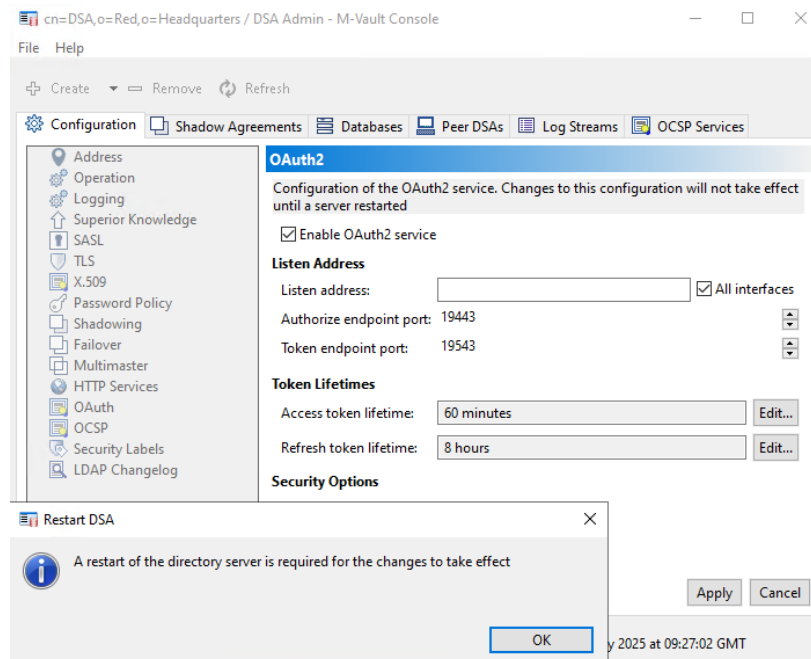 cn=DSA,o=Red,o=Headquarters / DSA Admin - M-Vault Console
File Help
Create Remove Refresh
Configuration Shadow Agreements Databases Peer DSAs Log Streams OCSP Services
Address
Operation
Logging
Superior Knowledge
SASL
TLS
X.509
Password Policy
Shadowing
Failover
Multimaster
HTTP Services
OAuth
OCSP
Security Labels
LDAP Changelog
OAuth2
Configuration of the OAuth2 service. Changes to this configuration will not take effect
until a server restarted
Enable OAuth2 service
Listen Address
Listen address: All interfaces
Authorize endpoint port: 19443
Token endpoint port: 19543
Token Lifetimes
Access token lifetime: 60 minutes Edit...
Refresh token lifetime: 8 hours Edit...
Security Options
Restart DSA
A restart of the directory server is required for the changes to take effect
OK
Apply Cancel
2025 at 09:27:02 GMT